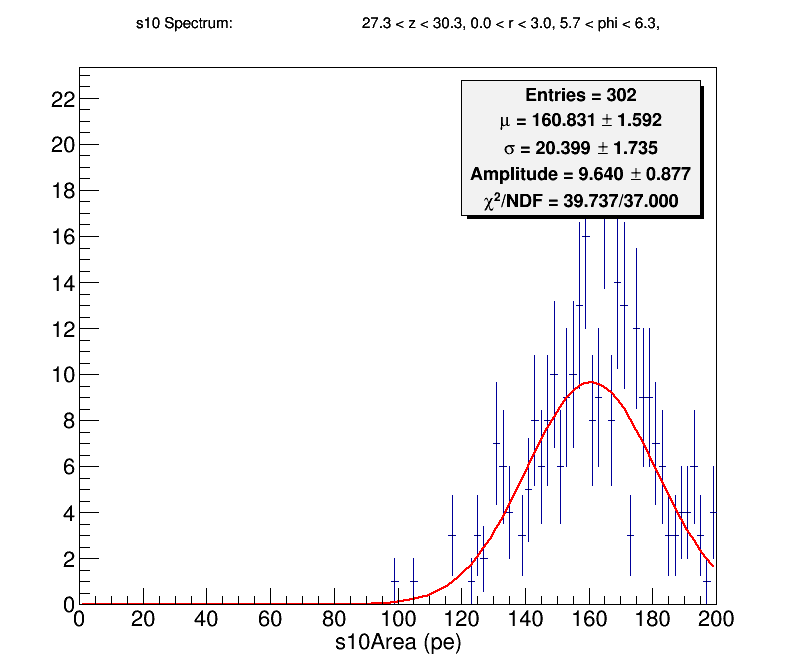 s10 Spectrum: 27.3 < z < 30.3, 0.0 < r < 3.0, 5.7 < phi < 6.3,
Entries = 302
μ = 160.831 ± 1.592
σ = 20.399 ± 1.735
Amplitude = 9.640 ± 0.877
χ²/NDF = 39.737/37.000
22
20
18
16
14
12
10
8
6
4
2
0
0 20 40 60 80 100 120 140 160 180 200
s10Area (pe)